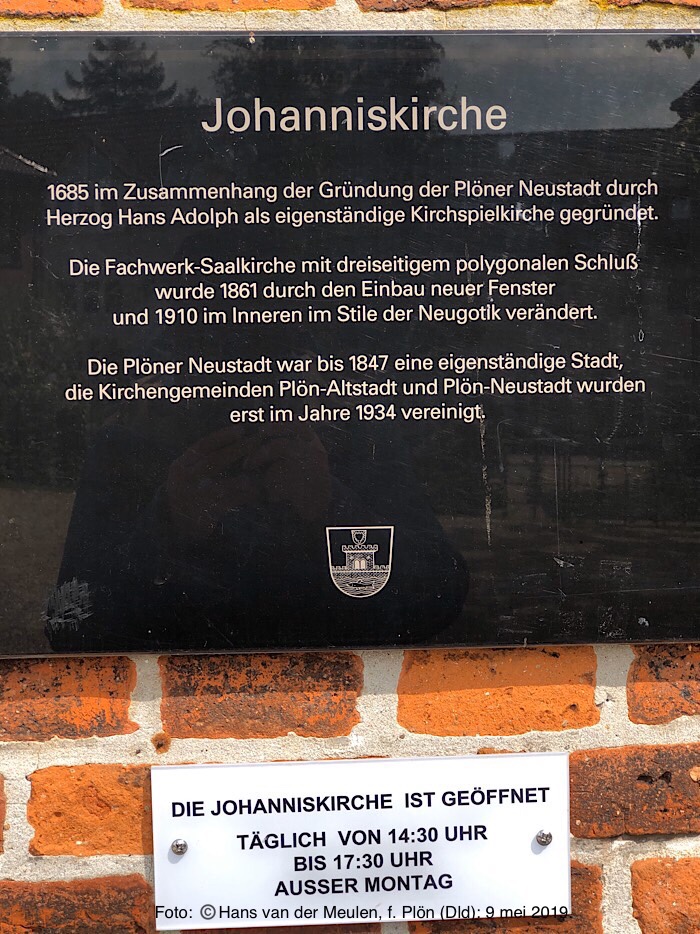 Johanniskirche
1685 im Zusammenhang der Gründung der Plöner Neustadt durch
Herzog Hans Adolph als eigenständige Kirchspielkirche gegründet.
Die Fachwerk-Saalkirche mit dreiseitigem polygonalen Schluß
wurde 1861 durch den Einbau neuer Fenster
und 1910 im Inneren im Stile der Neugotik verändert.
Die Plöner Neustadt war bis 1847 eine eigenständige Stadt,
die Kirchengemeinden Plön-Altstadt und Plön-Neustadt wurden
erst im Jahre 1934 vereinigt.
DIE JOHANNISKIRCHE IST GEÖFFNET
TÄGLICH VON 14:30 UHR
BIS 17:30 UHR
AUSSER MONTAG
Foto: © Hans van der Meulen, f. Plön (Dld); 9 mei 2019